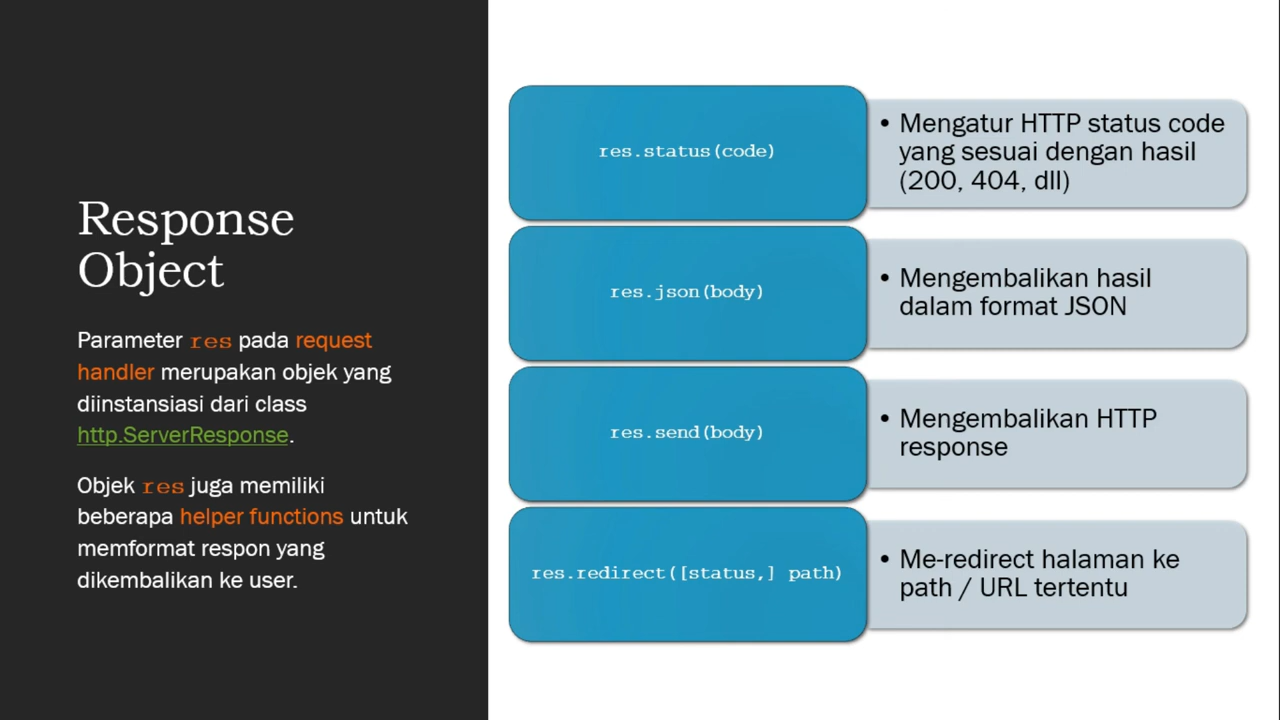 Response
Object
Parameter res pada request
handler merupakan objek yang
diinstansiasi dari class
http.ServerResponse.
Objek res juga memiliki
beberapa helper functions untuk
memformat respon yang
dikembalikan ke user.
res.status(code)
• Mengatur HTTP status code
yang sesuai dengan hasil
(200, 404, dll)
res.json(body)
• Mengembalikan hasil
dalam format JSON
res.send(body)
• Mengembalikan HTTP
response
res.redirect([status,] path)
• Me-redirect halaman ke
path / URL tertentu